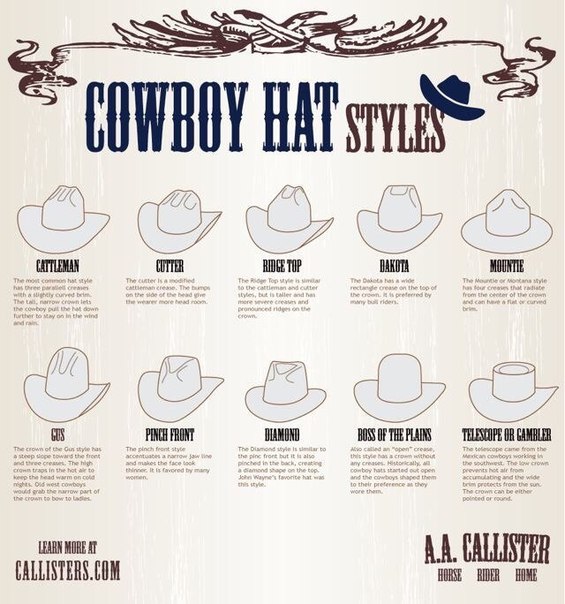 COWBOY HAT STYLES
CATTLEMAN
The most common hat style
has three parallel creases
with a slightly curved brim.
The tall, narrow crown lets
the cowboy pull the hat down
further to stay on in the wind
and rain.
CUTTER
The cutter is a modified
cattleman crease. The bumps
on the side of the head give
the wearer more head room.
RIDGE TOP
The Ridge Top style is similar
to the cattleman and cutter
styles, but is taller and has
more severe creases and
pronounced ridges on the
crown.
DAKOTA
The Dakota has a wide
rectangle crease on the top of
the crown. It is preferred by
many bull riders.
MOUNTIE
The Mountie or Montana style
has four creases that radiate
from the center of the crown
and can have a flat or curved
brim.
GUS
The crown of the Gus style has
a steep slope toward the front
and three creases. The high
crown traps in the hot air to
keep the head warm on cold
nights. Old west cowboys
would grab the narrow part of
the crown to bow to ladies.
PINCH FRONT
The pinch front style
accentuates a narrow jaw line
and makes the face look
thinner. It is favored by many
women.
DIAMOND
The Diamond style is similar to
the pinc front but it is also
pinched in the back, creating
a diamond shape on the top.
John Wayne's favorite hat was
this style.
BOSS OF THE PLAINS
Also called an "open" crease,
this style has a crown without
any creases. Historically, all
cowboy hats started out open
and the cowboys shaped them
to their preference as they
wore them.
TELESCOPE OR GAMBLER
The telescope came from the
Mexican cowboys working in
the southwest. The low crown
prevents hot air from
accumulating and the wide
brim protects from the sun.
The crown can be either
pointed or round.
LEARN MORE AT
CALLISTERS.COM
A.A. CALLISTER
HORSE RIDER HOME